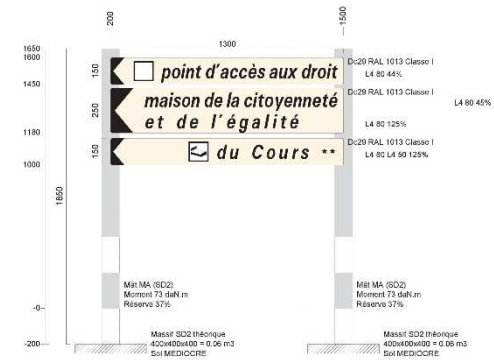 200
1500
1300
1650
1600
1450
1180
1000
-0-
-200
1850
150
point d'accès aux droit
Dc29 RAL 1013 Classe I
L4 80 44%
250
maison de la citoyenneté
et de l'égalité
Dc29 RAL 1013 Classe I
L4 80 45%
L4 80 125%
150
du Cours **
Dc29 RAL 1013 Classe I
L4 80 L4 50 125%
Mât MA (SD2)
Moment 73 daN.m
Réserve 37%
Mât MA (SD2)
Moment 73 daN.m
Réserve 37%
Massif SD2 théorique
400x400x400 = 0.06 m3
Sol MEDIOCRE
Massif SD2 théorique
400x400x400 = 0.06 m3
Sol MEDIOCRE